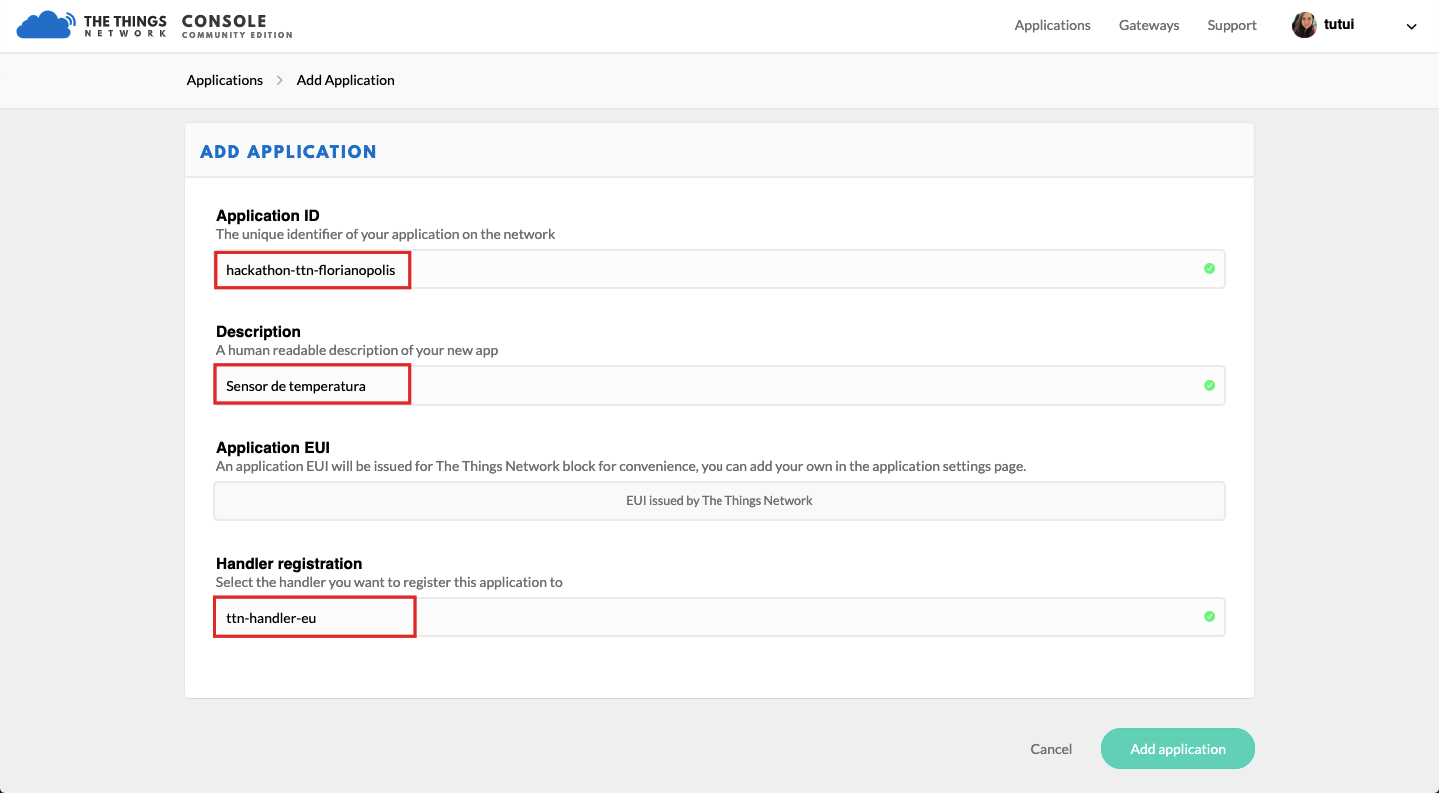 THE THINGS
NETWORK
CONSOLE
COMMUNITY EDITION
Applications Gateways Support tutui
Applications Add Application
ADD APPLICATION
Application ID
The unique identifier of your application on the network
hackathon-ttn-florianopolis
Description
A human readable description of your new app
Sensor de temperatura
Application EUI
An application EUI will be issued for The Things Network block for convenience, you can add your own in the application settings page.
EUI issued by The Things Network
Handler registration
Select the handler you want to register this application to
ttn-handler-eu
Cancel Add application